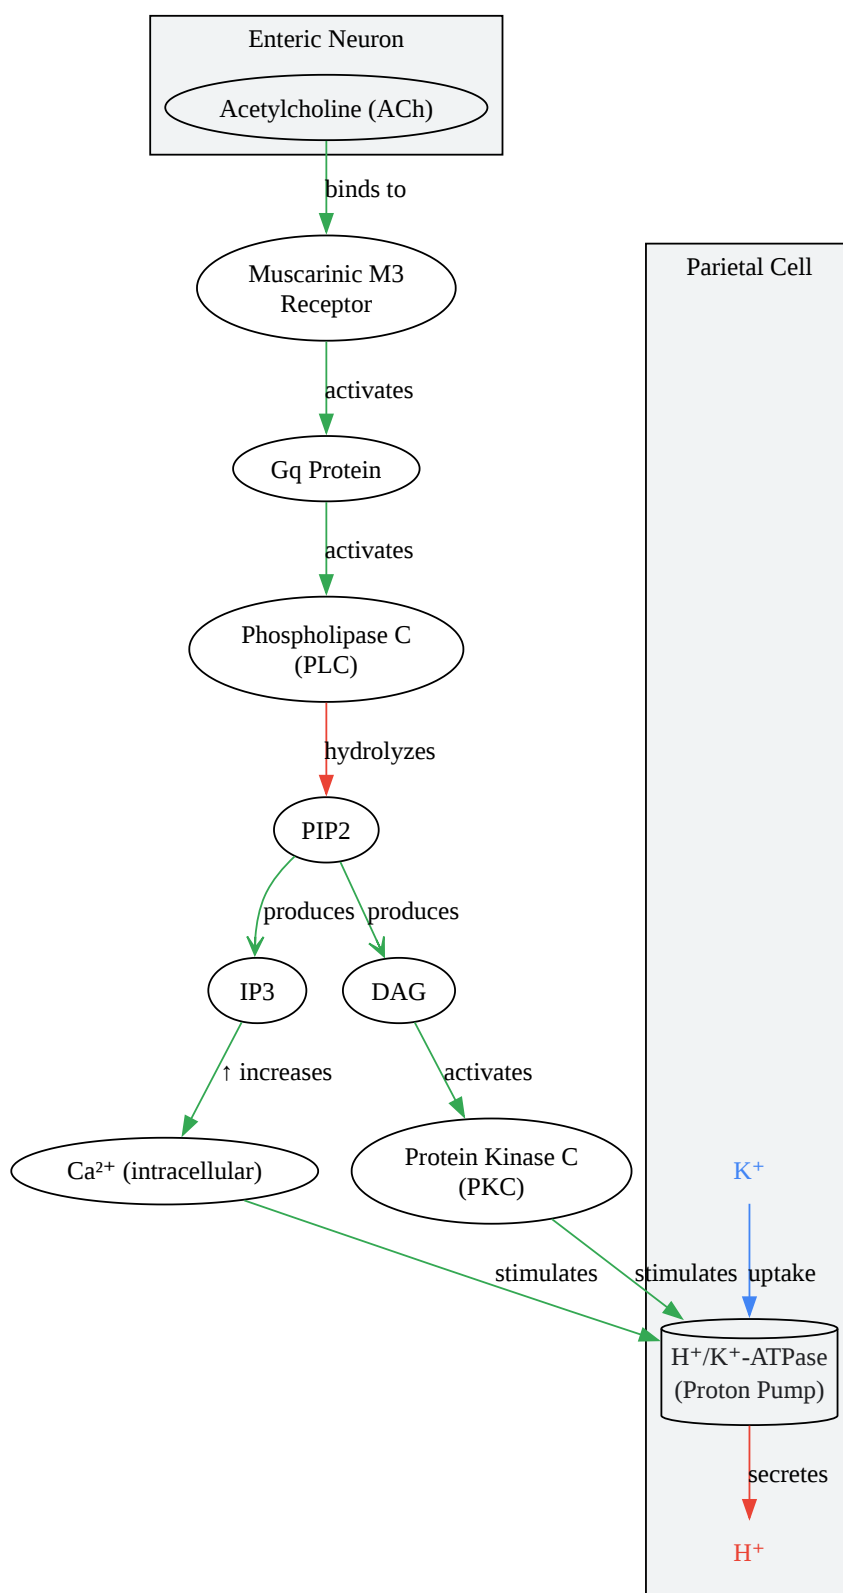 Enteric Neuron
Acetylcholine (ACh)
binds to
Parietal Cell
Muscarinic M3
Receptor
activates
Gq Protein
activates
Phospholipase C
(PLC)
hydrolyzes
PIP2
produces
produces
IP3
DAG
↑ increases
activates
Ca²⁺ (intracellular)
Protein Kinase C
(PKC)
K⁺
stimulates
stimulates
uptake
H⁺/K⁺-ATPase
(Proton Pump)
secretes
H⁺